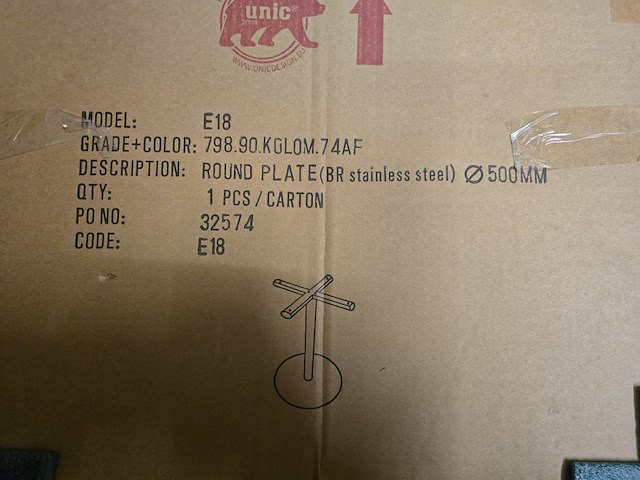 unic®
WWW.UNICDESIGN.EU
MODEL: E18
GRADE+COLOR: 798.90.KOLOM.74AF
DESCRIPTION: ROUND PLATE(BR stainless steel) Ø500MM
QTY: 1 PCS/CARTON
PO NO: 32574
CODE: E18